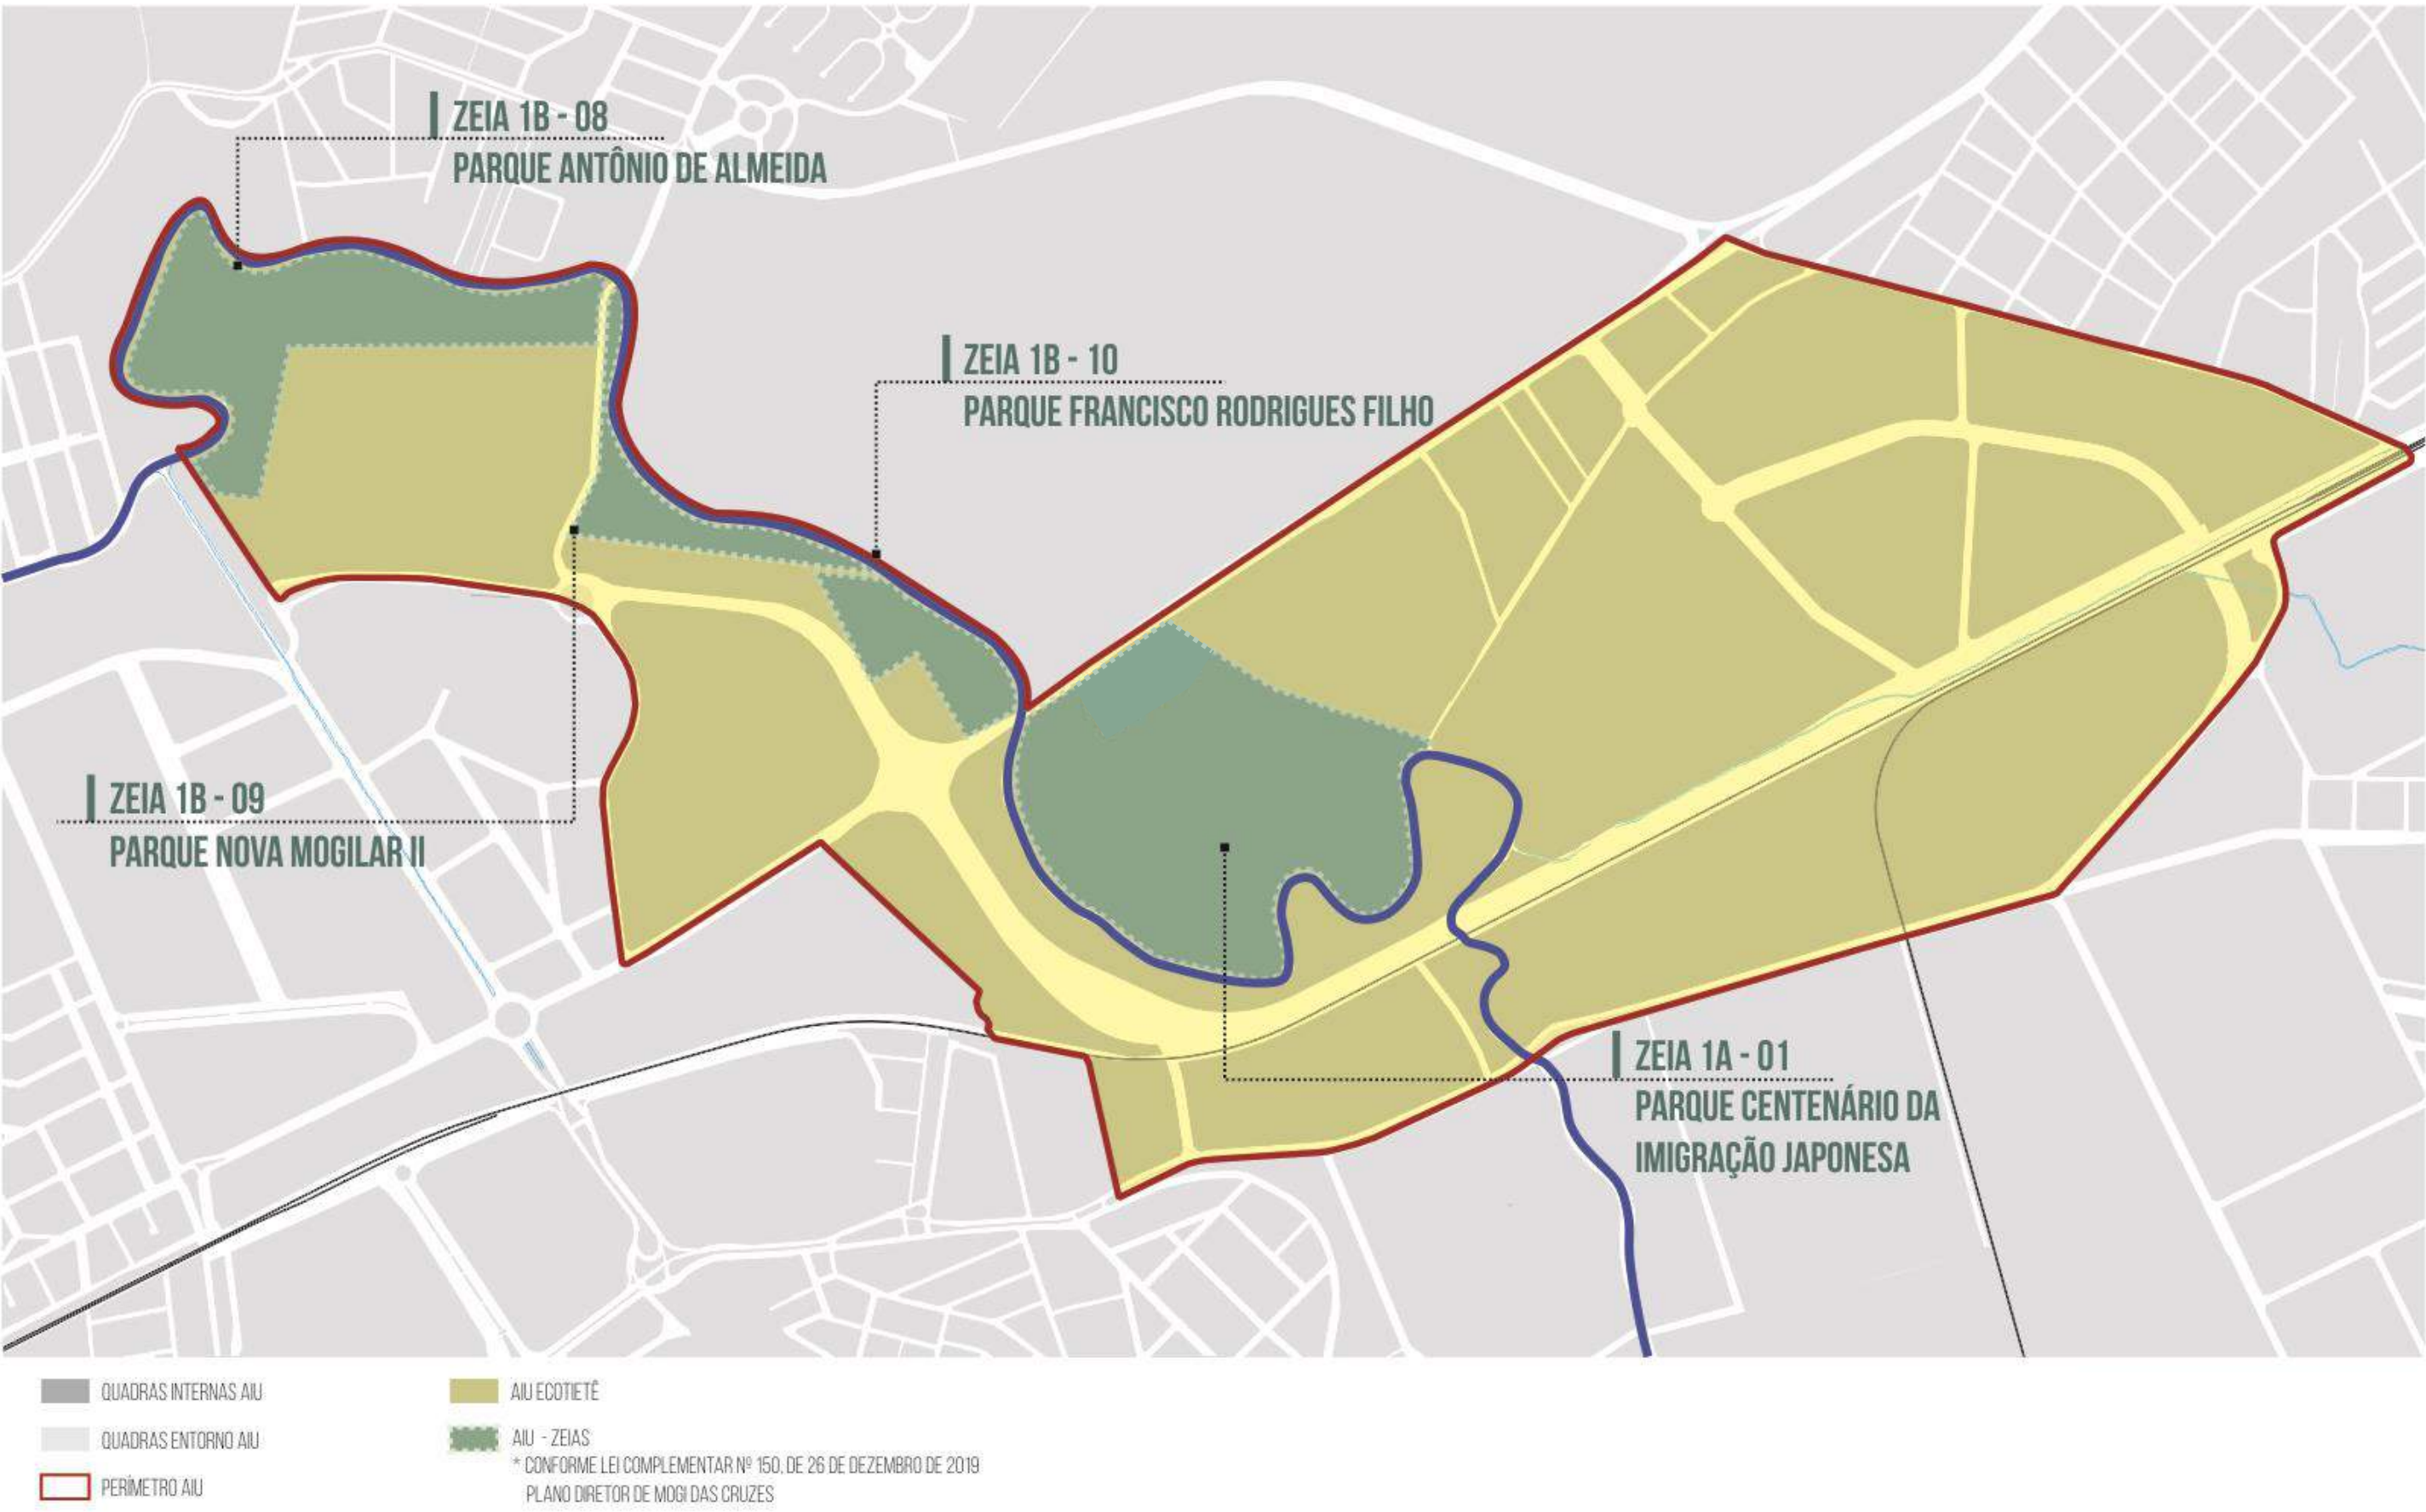 ZEIA 1B - 08
PARQUE ANTÔNIO DE ALMEIDA
ZEIA 1B - 10
PARQUE FRANCISCO RODRIGUES FILHO
ZEIA 1B - 09
PARQUE NOVA MOGILAR II
ZEIA 1A - 01
PARQUE CENTENÁRIO DA
IMIGRAÇÃO JAPONESA
QUADRAS INTERNAS AIU
QUADRAS ENTORNO AIU
PERÍMETRO AIU
AIU ECOTIETÊ
AIU - ZEIAS
* CONFORME LEI COMPLEMENTAR Nº 150, DE 26 DE DEZEMBRO DE 2019
PLANO DIRETOR DE MOGI DAS CRUZES